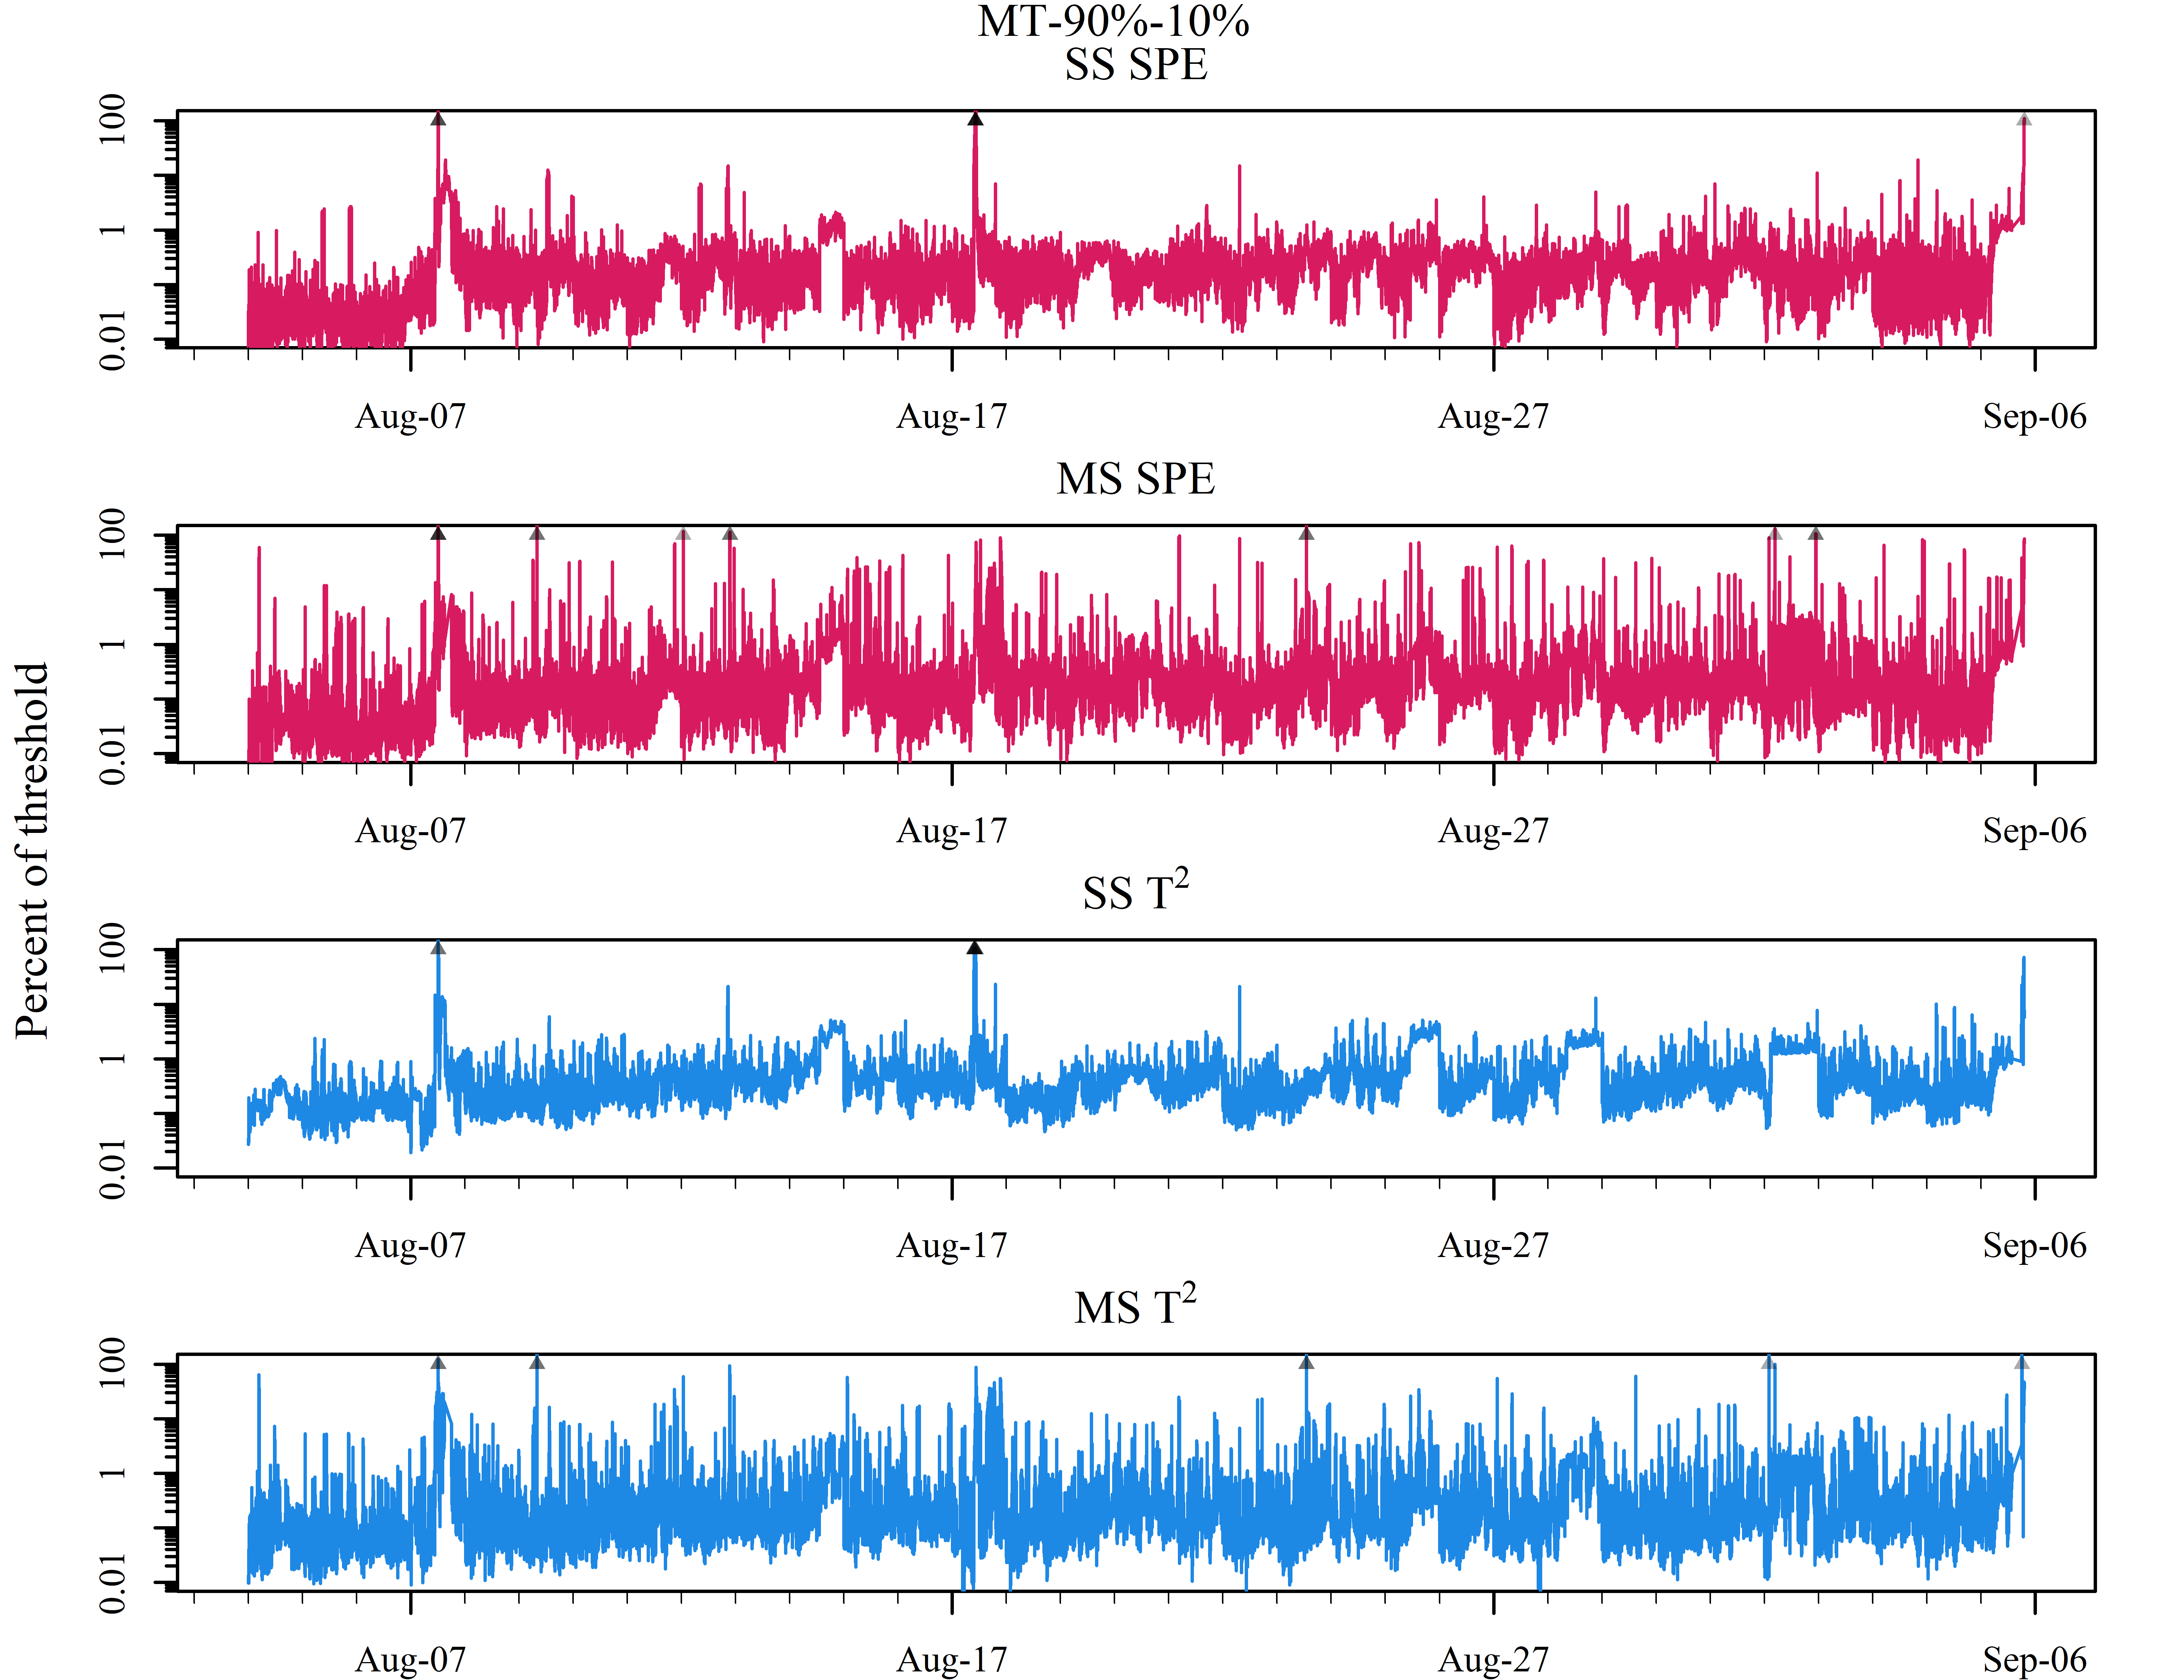 MT-90%-10%
SS SPE
100
1
0.01
Aug-07 Aug-17 Aug-27 Sep-06
MS SPE
100
1
0.01
Aug-07 Aug-17 Aug-27 Sep-06
Percent of threshold
SS T²
100
1
0.01
Aug-07 Aug-17 Aug-27 Sep-06
MS T²
100
1
0.01
Aug-07 Aug-17 Aug-27 Sep-06